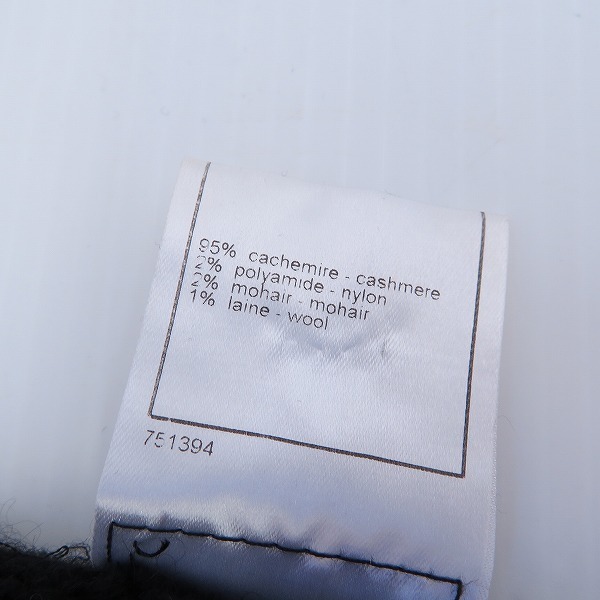 95% cachemire - cashmere
2% polyamide - nylon
2% mohair - mohair
1% laine - wool
751394